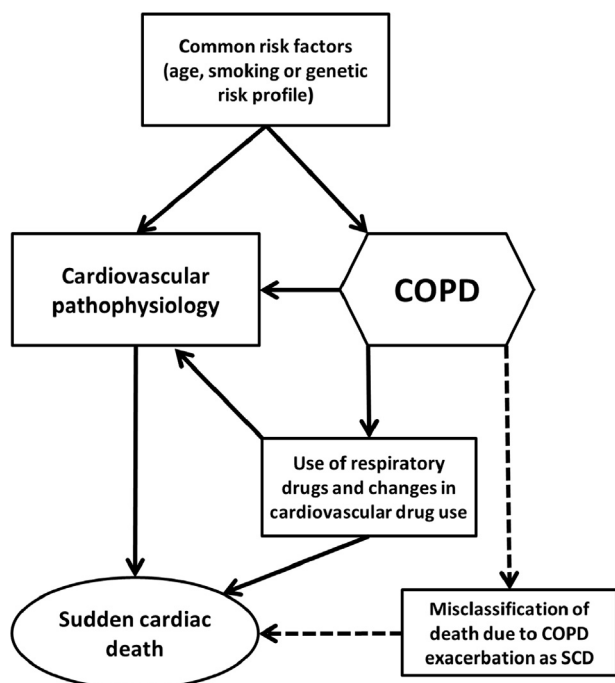 Common risk factors
(age, smoking or genetic
risk profile)
Cardiovascular
pathophysiology
COPD
Use of respiratory
drugs and changes in
cardiovascular drug use
Sudden cardiac
death
Misclassification of
death due to COPD
exacerbation as SCD